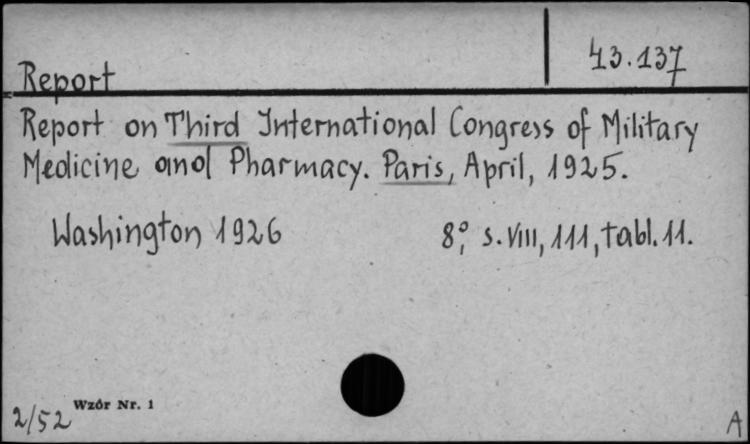 43.137
Report
Report on Third International Congress of Military
Medicine and Pharmacy. Paris, April, 1925.
Washington 1926 8°, s. VIII, 111, tabl. 11.
Wzór Nr. 1
2/52
A